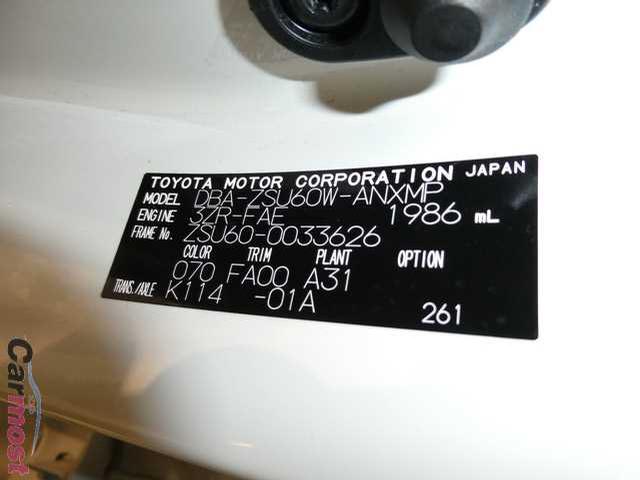 TOYOTA MOTOR CORPORATION JAPAN
MODEL DBA-ZSU60W-ANXMP
ENGINE 3ZR-FAE 1986 mL
FRAME No. ZSU60-0033626
COLOR TRIM PLANT OPTION
070 FA00 A31
TRANS./AXLE K114 -01A
261
Carmost